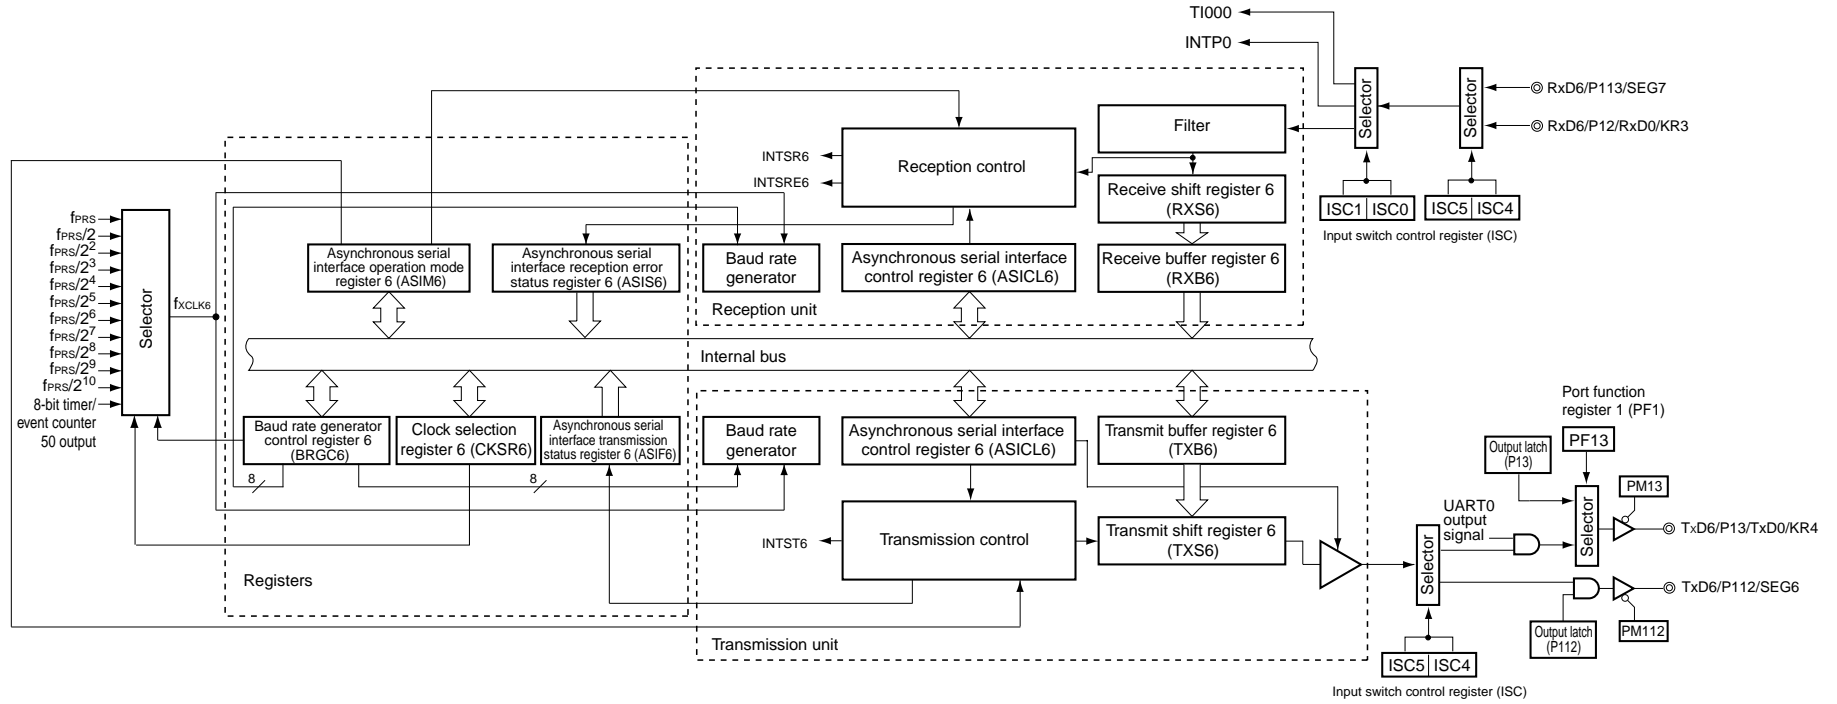 TI000
INTP0
Selector
Selector
RxD6/P113/SEG7
RxD6/P12/RxD0/KR3
ISC1 ISC0
ISC5 ISC4
Input switch control register (ISC)
Filter
Reception control
INTSR6
INTSRE6
Receive shift register 6
(RXS6)
Receive buffer register 6
(RXB6)
Asynchronous serial interface
control register 6 (ASICL6)
Baud rate
generator
Reception unit
Asynchronous serial
interface operation mode
register 6 (ASIM6)
Asynchronous serial
interface reception error
status register 6 (ASIS6)
fPRS
fPRS/2
fPRS/2²
fPRS/2³
fPRS/2⁴
fPRS/2⁵
fPRS/2⁶
fPRS/2⁷
fPRS/2⁸
fPRS/2⁹
fPRS/2¹⁰
8-bit timer/
event counter
50 output
Selector
fXCLK6
Internal bus
Baud rate generator
control register 6
(BRGC6)
Clock selection
register 6 (CKSR6)
Asynchronous serial
interface transmission
status register 6 (ASIF6)
8
8
Registers
Baud rate
generator
Asynchronous serial interface
control register 6 (ASICL6)
Transmit buffer register 6
(TXB6)
INTST6
Transmission control
Transmit shift register 6
(TXS6)
Transmission unit
Port function
register 1 (PF1)
PF13
Output latch
(P13)
PM13
UART0
output
signal
Selector
Selector
TxD6/P13/TxD0/KR4
TxD6/P112/SEG6
Output latch
(P112)
PM112
ISC5 ISC4
Input switch control register (ISC)